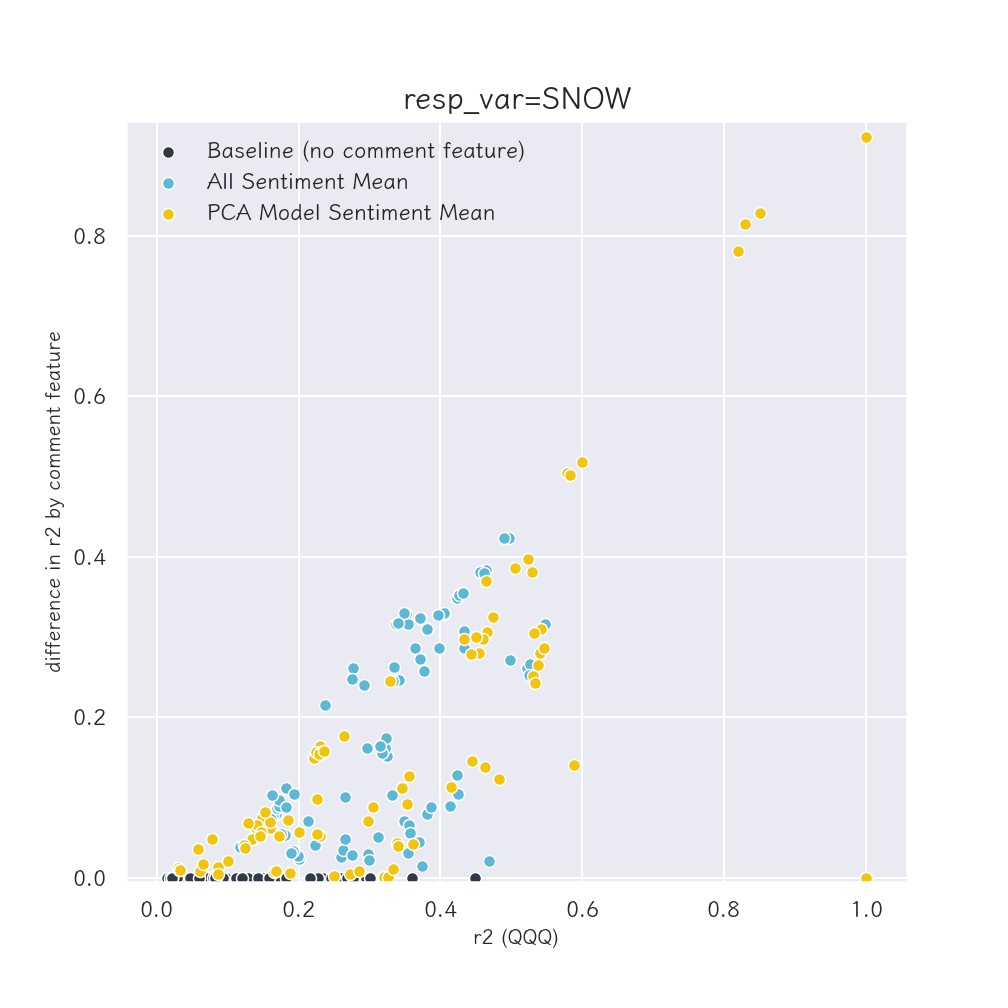 resp_var=SNOW
Baseline (no comment feature)
All Sentiment Mean
PCA Model Sentiment Mean
difference in r2 by comment feature
0.8
0.6
0.4
0.2
0.0
0.0 0.2 0.4 0.6 0.8 1.0
r2 (QQQ)